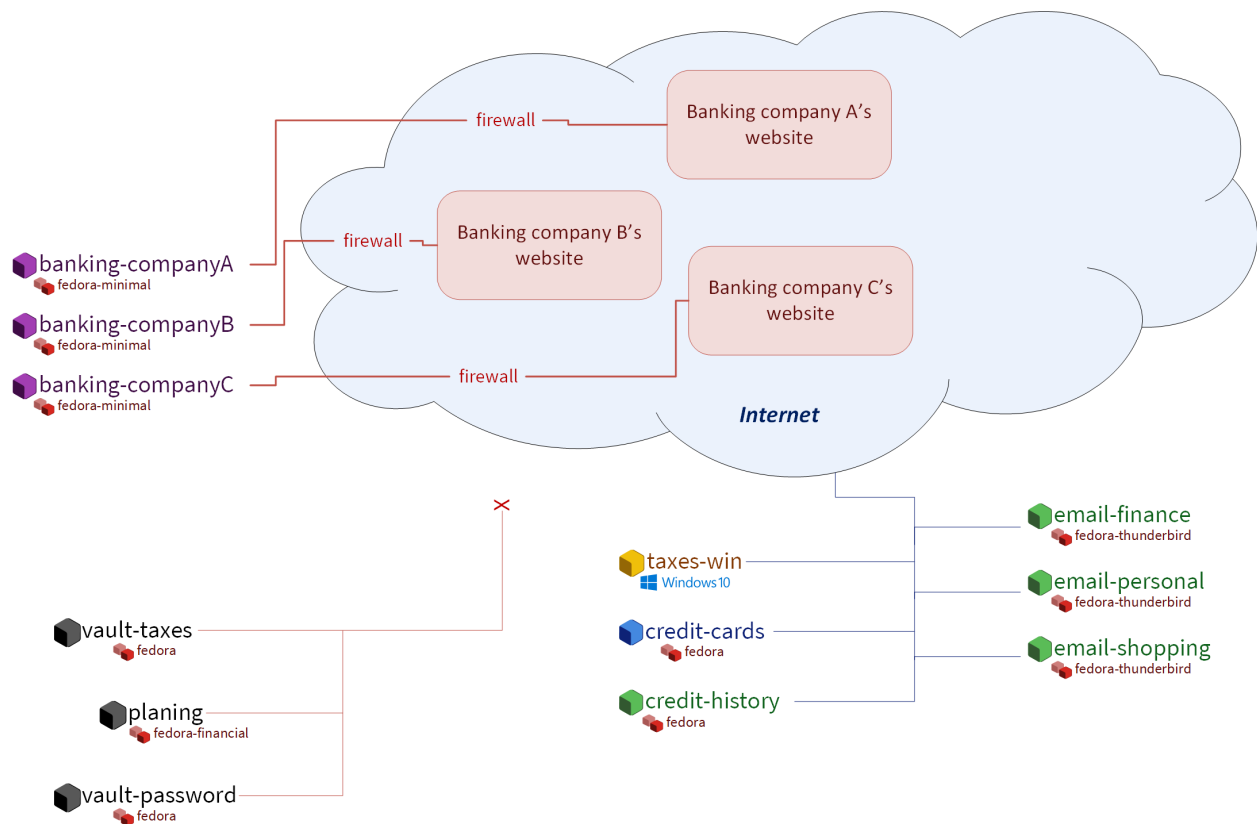 Banking company A's
website
firewall
Banking company B's
website
firewall
banking-companyA
fedora-minimal
Banking company C's
website
banking-companyB
fedora-minimal
banking-companyC
fedora-minimal
firewall
Internet
X
email-finance
fedora-thunderbird
taxes-win
Windows10
email-personal
fedora-thunderbird
vault-taxes
fedora
credit-cards
fedora
email-shopping
fedora-thunderbird
planing
fedora-financial
credit-history
fedora
vault-password
fedora